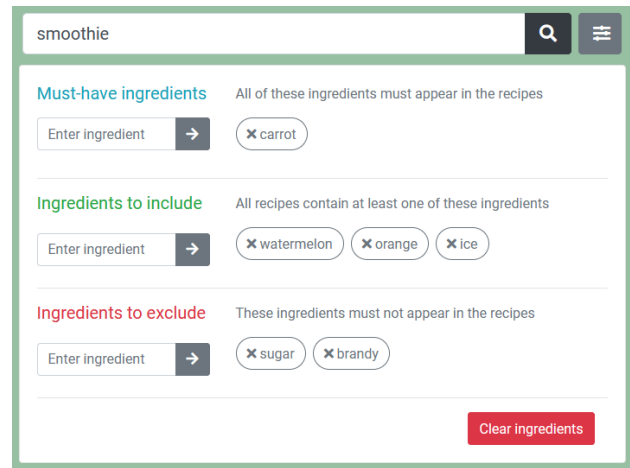 smoothie
Must-have ingredients
All of these ingredients must appear in the recipes
Enter ingredient
carrot
Ingredients to include
All recipes contain at least one of these ingredients
Enter ingredient
watermelon
orange
ice
Ingredients to exclude
These ingredients must not appear in the recipes
Enter ingredient
sugar
brandy
Clear ingredients